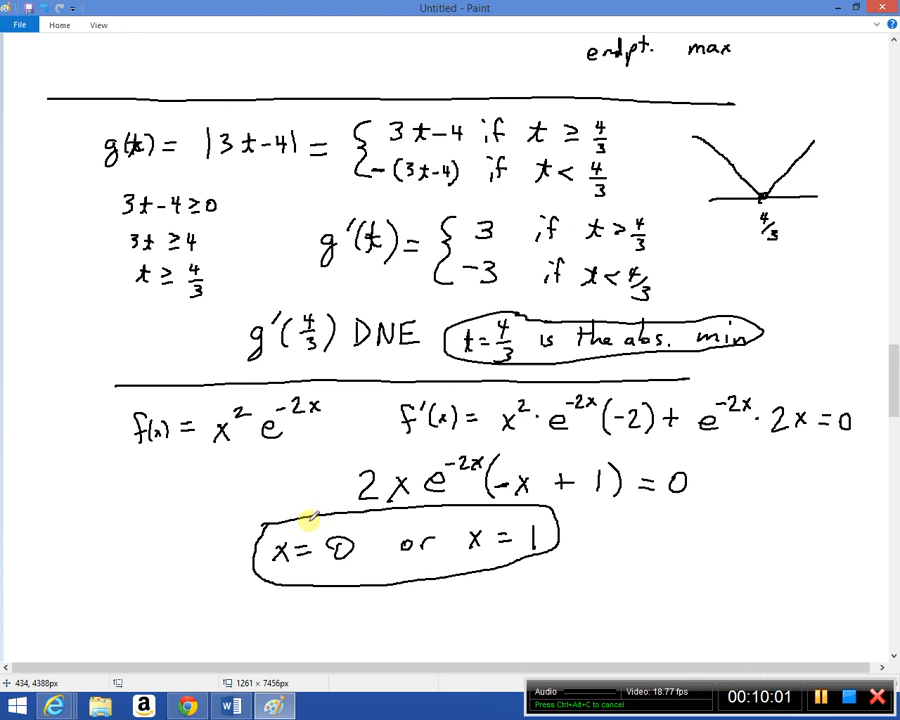 Untitled - Paint
File Home View
endpt. max
g(t) = |3t-4| = { 3t-4 if t ≥ 4/3
-(3t-4) if t < 4/3
3t-4 ≥ 0
3t ≥ 4
t ≥ 4/3
4/3
g'(t) = { 3 if t > 4/3
-3 if t < 4/3
g'(4/3) DNE t = 4/3 is the abs. min
f(x) = x² e^-2x f'(x) = x² · e^-2x (-2) + e^-2x · 2x = 0
2x e^-2x (-x + 1) = 0
x = 0 or x = 1
434, 4388px 1261 × 7456px
Audio Video: 18.77 fps
Press Ctrl+Alt+C to cancel
00:10:01